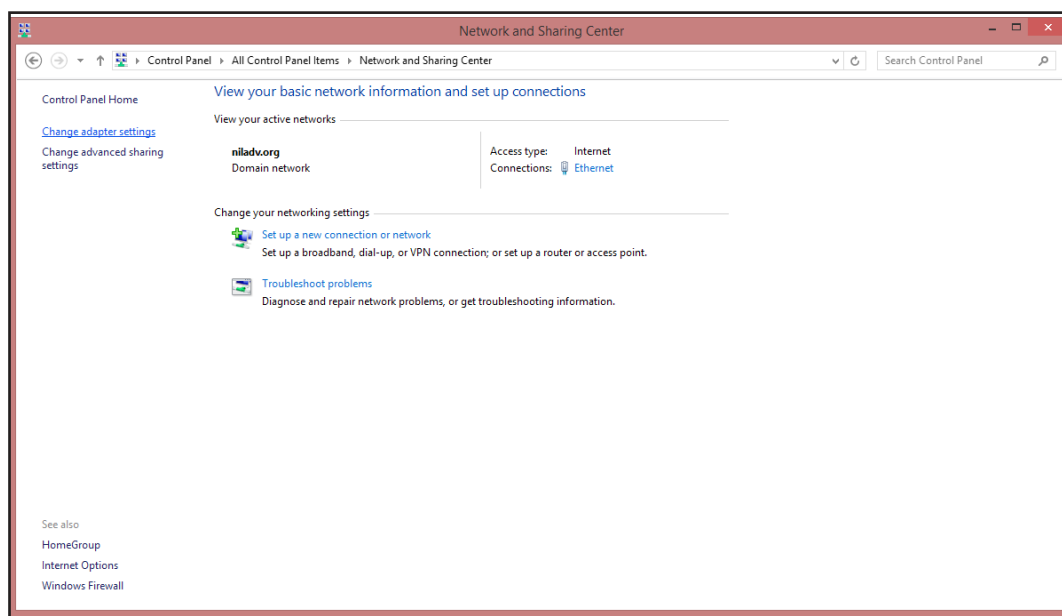 Network and Sharing Center
Control Panel All Control Panel Items Network and Sharing Center
Search Control Panel
Control Panel Home
Change adapter settings
Change advanced sharing
settings
View your basic network information and set up connections
View your active networks
niladv.org
Domain network
Access type: Internet
Connections: Ethernet
Change your networking settings
Set up a new connection or network
Set up a broadband, dial-up, or VPN connection; or set up a router or access point.
Troubleshoot problems
Diagnose and repair network problems, or get troubleshooting information.
See also
HomeGroup
Internet Options
Windows Firewall